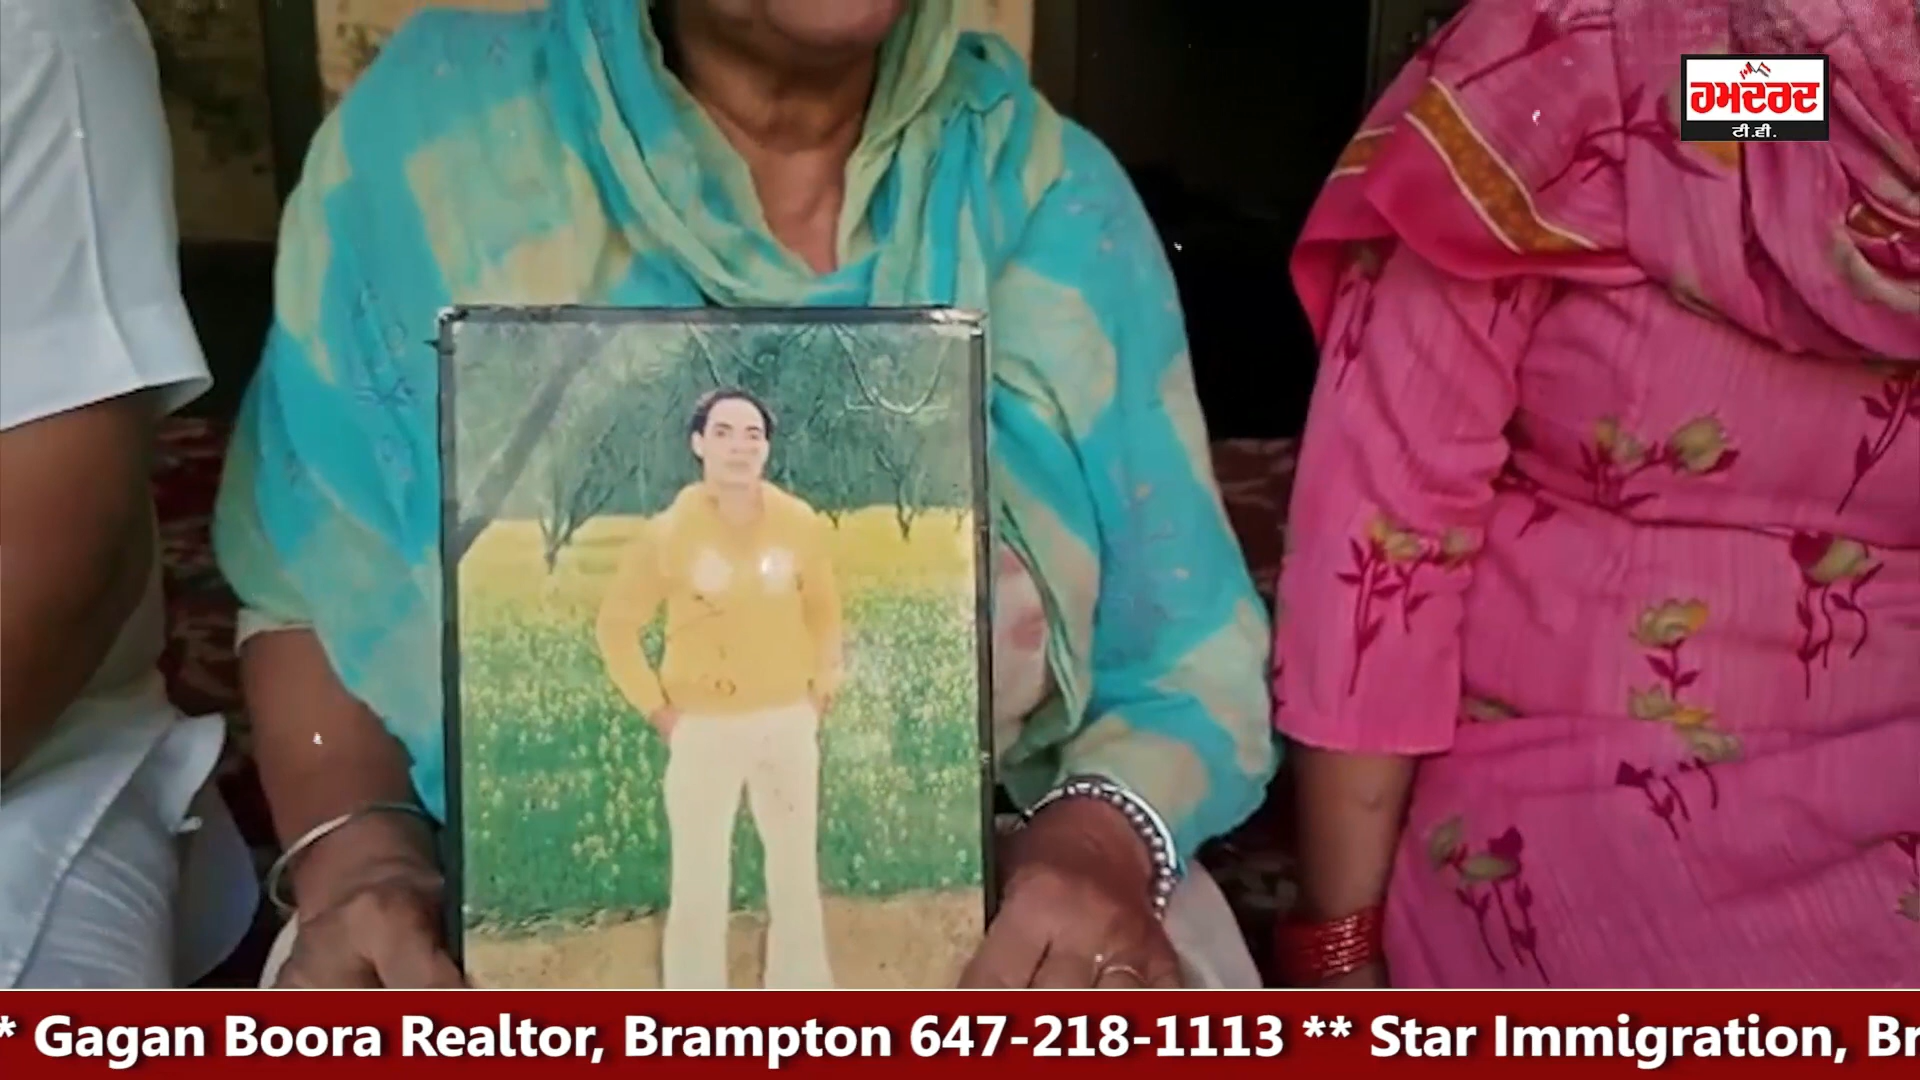 ਹਮਦਰਦ
ਟੀ.ਵੀ.
* Gagan Boora Realtor, Brampton 647-218-1113 ** Star Immigration, Br